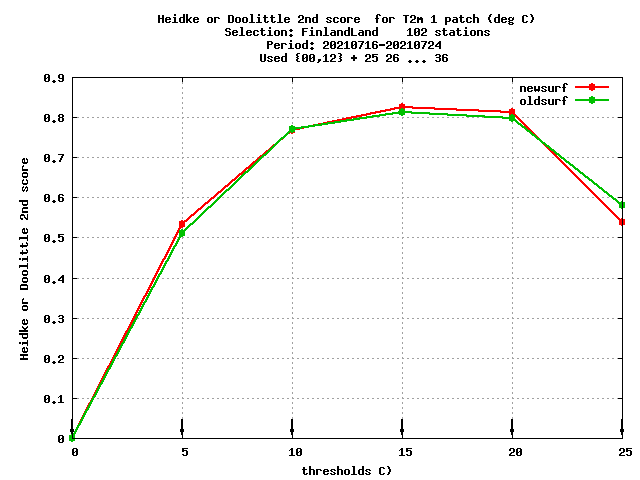 Heidke or Doolittle 2nd score  for T2m 1 patch (deg C)
Selection: FinlandLand    102 stations
Period: 20210716-20210724
Used {00,12} + 25 26 ... 36
newsurf
oldsurf
Heidke or Doolittle 2nd score
0.9
0.8
0.7
0.6
0.5
0.4
0.3
0.2
0.1
0
0 5 10 15 20 25
thresholds C)